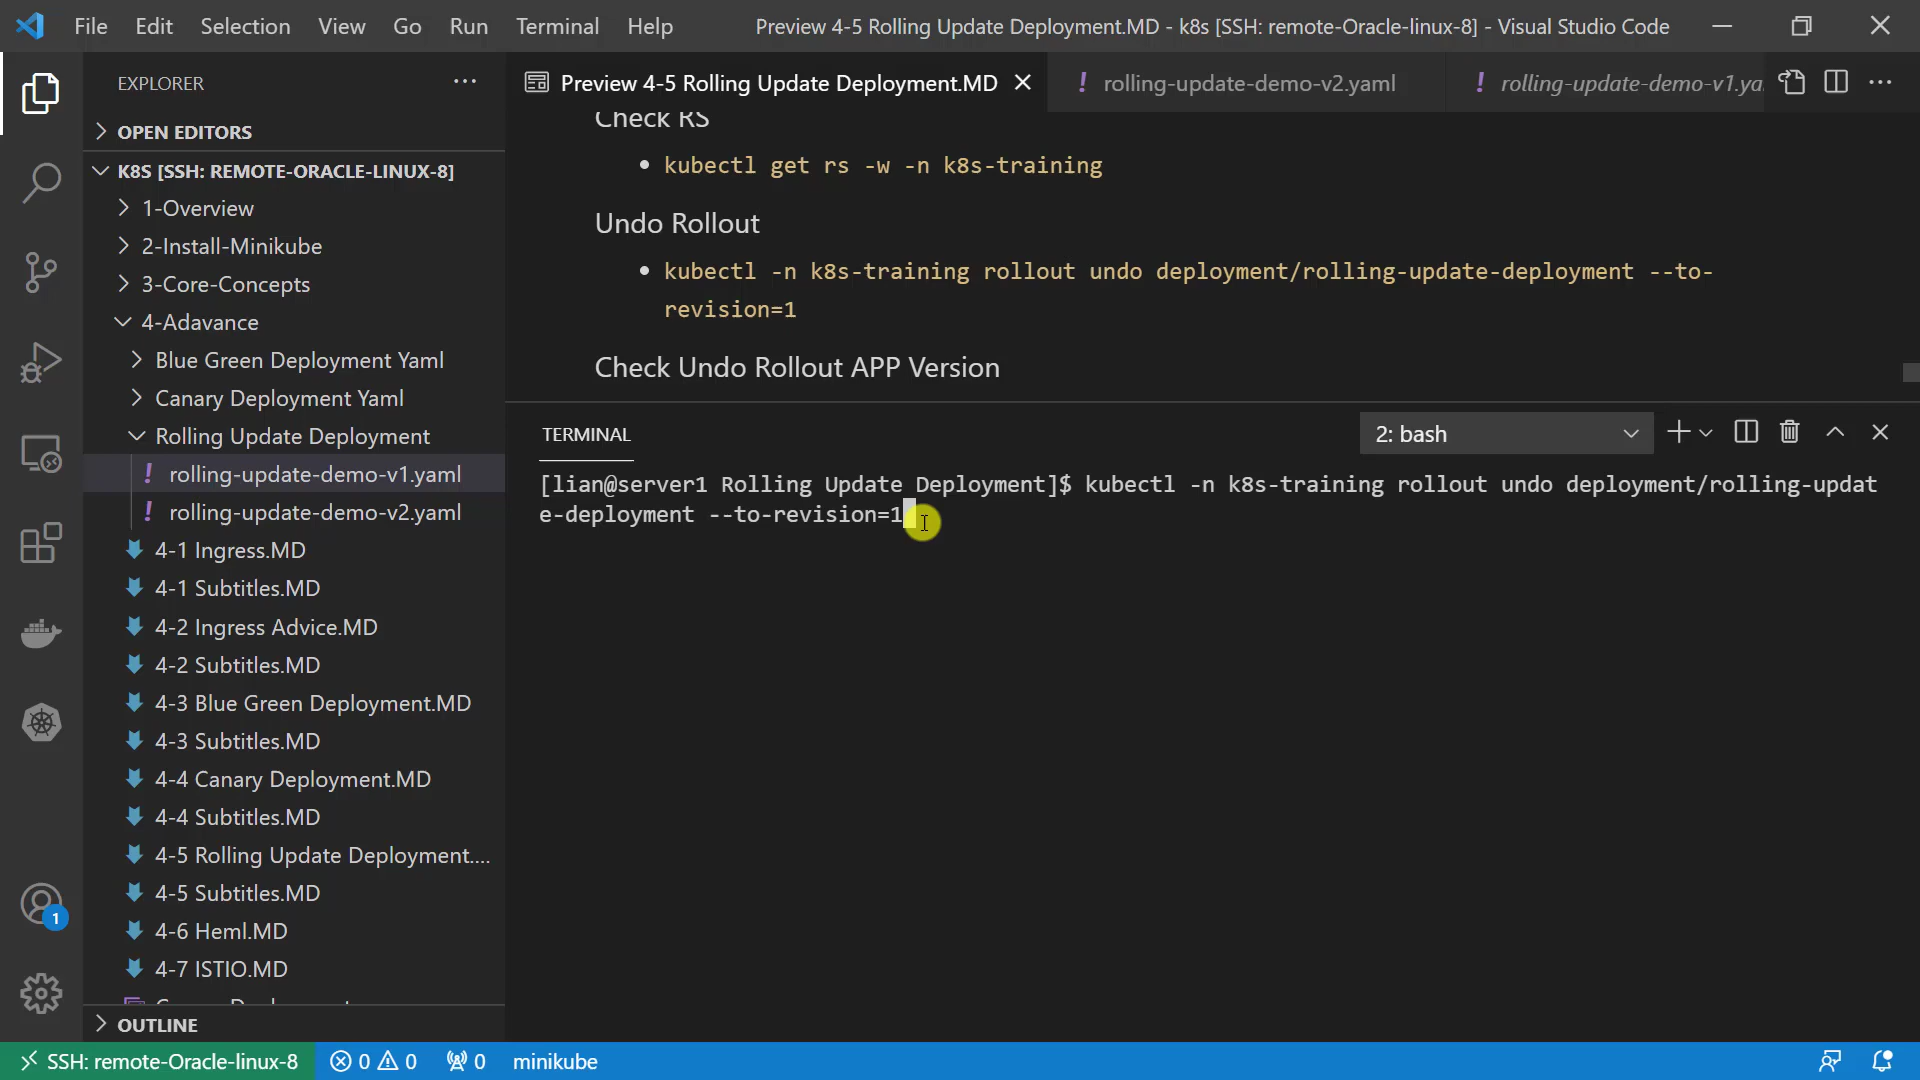 File Edit Selection View Go Run Terminal Help Preview 4-5 Rolling Update Deployment.MD - k8s [SSH: remote-Oracle-linux-8] - Visual Studio Code
EXPLORER
Preview 4-5 Rolling Update Deployment.MD
rolling-update-demo-v2.yaml
rolling-update-demo-v1.ya
OPEN EDITORS
K8S [SSH: REMOTE-ORACLE-LINUX-8]
1-Overview
2-Install-Minikube
3-Core-Concepts
4-Adavance
Blue Green Deployment Yaml
Canary Deployment Yaml
Rolling Update Deployment
rolling-update-demo-v1.yaml
rolling-update-demo-v2.yaml
4-1 Ingress.MD
4-1 Subtitles.MD
4-2 Ingress Advice.MD
4-2 Subtitles.MD
4-3 Blue Green Deployment.MD
4-3 Subtitles.MD
4-4 Canary Deployment.MD
4-4 Subtitles.MD
4-5 Rolling Update Deployment....
4-5 Subtitles.MD
4-6 Heml.MD
4-7 ISTIO.MD
OUTLINE
Check RS
kubectl get rs -w -n k8s-training
Undo Rollout
kubectl -n k8s-training rollout undo deployment/rolling-update-deployment --to-
revision=1
Check Undo Rollout APP Version
TERMINAL
2: bash
[lian@server1 Rolling Update Deployment]$ kubectl -n k8s-training rollout undo deployment/rolling-updat
e-deployment --to-revision=1
1
SSH: remote-Oracle-linux-8 0 0 0 minikube